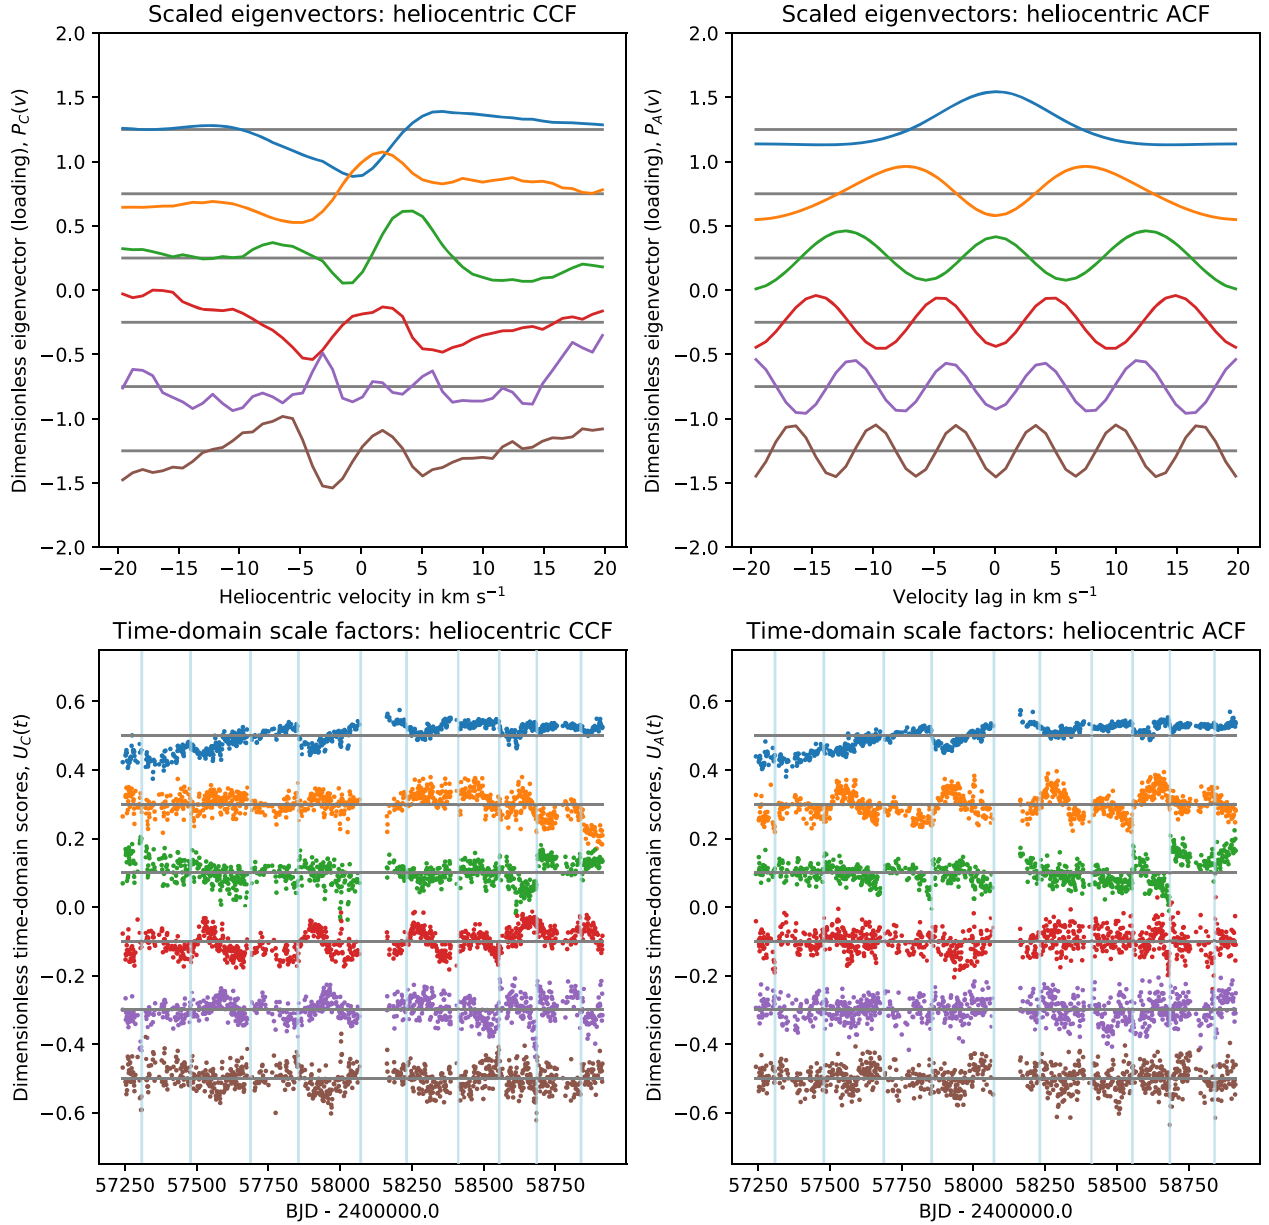 Scaled eigenvectors: heliocentric CCF
Dimensionless eigenvector (loading), P_C(v)
2.0
1.5
1.0
0.5
0.0
−0.5
−1.0
−1.5
−2.0
−20 −15 −10 −5 0 5 10 15 20
Heliocentric velocity in km s⁻¹
Scaled eigenvectors: heliocentric ACF
Dimensionless eigenvector (loading), P_A(v)
2.0
1.5
1.0
0.5
0.0
−0.5
−1.0
−1.5
−2.0
−20 −15 −10 −5 0 5 10 15 20
Velocity lag in km s⁻¹
Time-domain scale factors: heliocentric CCF
Dimensionless time-domain scores, U_C(t)
0.6
0.4
0.2
0.0
−0.2
−0.4
−0.6
57250 57500 57750 58000 58250 58500 58750
BJD - 2400000.0
Time-domain scale factors: heliocentric ACF
Dimensionless time-domain scores, U_A(t)
0.6
0.4
0.2
0.0
−0.2
−0.4
−0.6
57250 57500 57750 58000 58250 58500 58750
BJD - 2400000.0